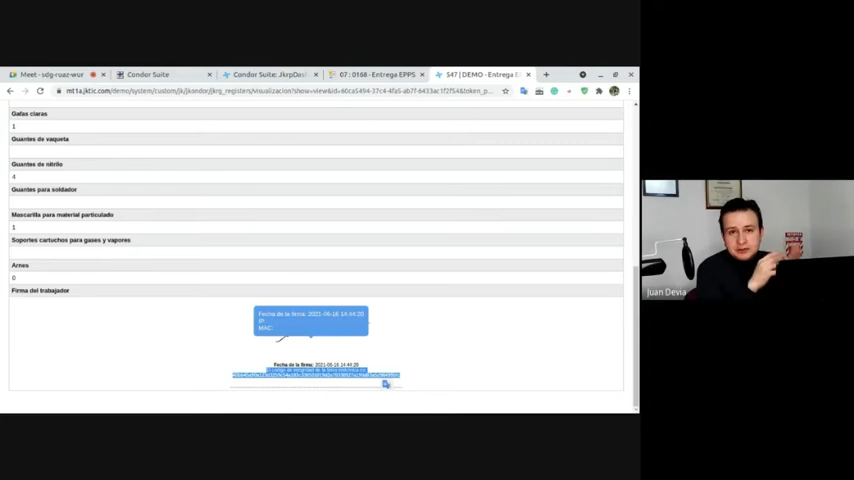 Meet - sdg-ruaz-wur
Condor Suite
Condor Suite: JkrpDas
07 : 0168 - Entrega EPPS
S47 | DEMO - Entrega E
Gafas claras
1
Guantes de vaqueta
Guantes de nitrilo
4
Guantes para soldador
Mascarilla para material particulado
1
Soportes cartuchos para gases y vapores
Arnes
0
Firma del trabajador
Fecha de la firma: 2021-06-16 14:44:20
IP:
MAC:
Fecha de la firma: 2021-06-16 14:44:20
Juan Devia